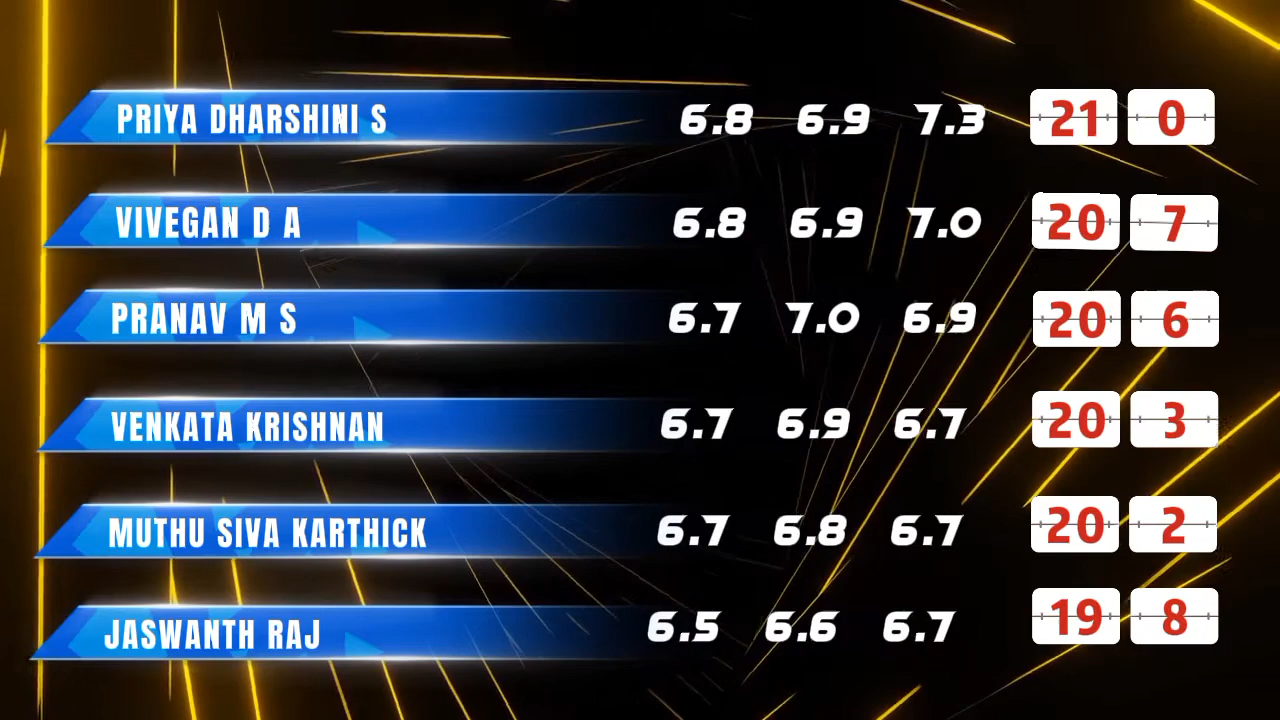 PRIYA DHARSHINI S 6.8 6.9 7.3 21 0
VIVEGAN D A 6.8 6.9 7.0 20 7
PRANAV M S 6.7 7.0 6.9 20 6
VENKATA KRISHNAN 6.7 6.9 6.7 20 3
MUTHU SIVA KARTHICK 6.7 6.8 6.7 20 2
JASWANTH RAJ 6.5 6.6 6.7 19 8